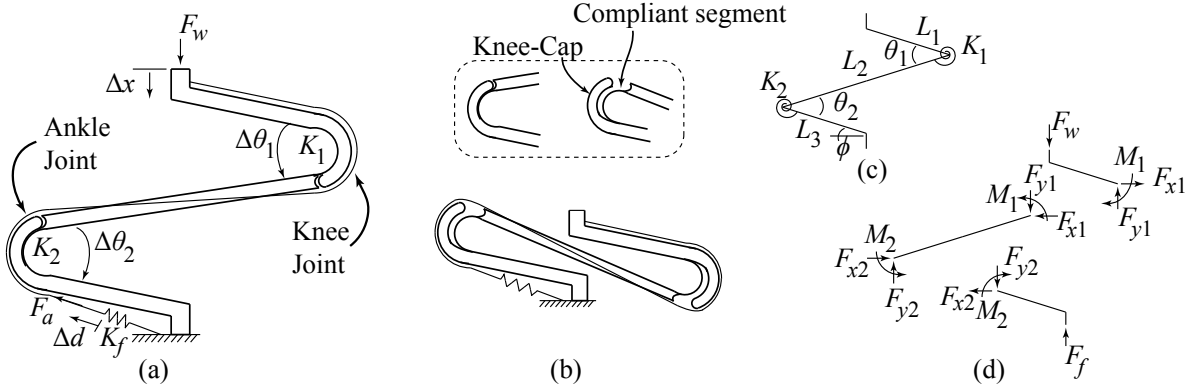 F_w
Δx
Ankle
Joint
Δθ_1
K_1
K_2
Δθ_2
Knee
Joint
F_a
Δd
K_f
(a)
Compliant segment
Knee-Cap
(b)
L_1
θ_1
K_1
L_2
K_2
θ_2
L_3
ϕ
(c)
F_w
M_1
F_x1
F_y1
F_y1
M_1
F_x1
M_2
F_x2
F_y2
F_y2
F_x2
M_2
F_f
(d)